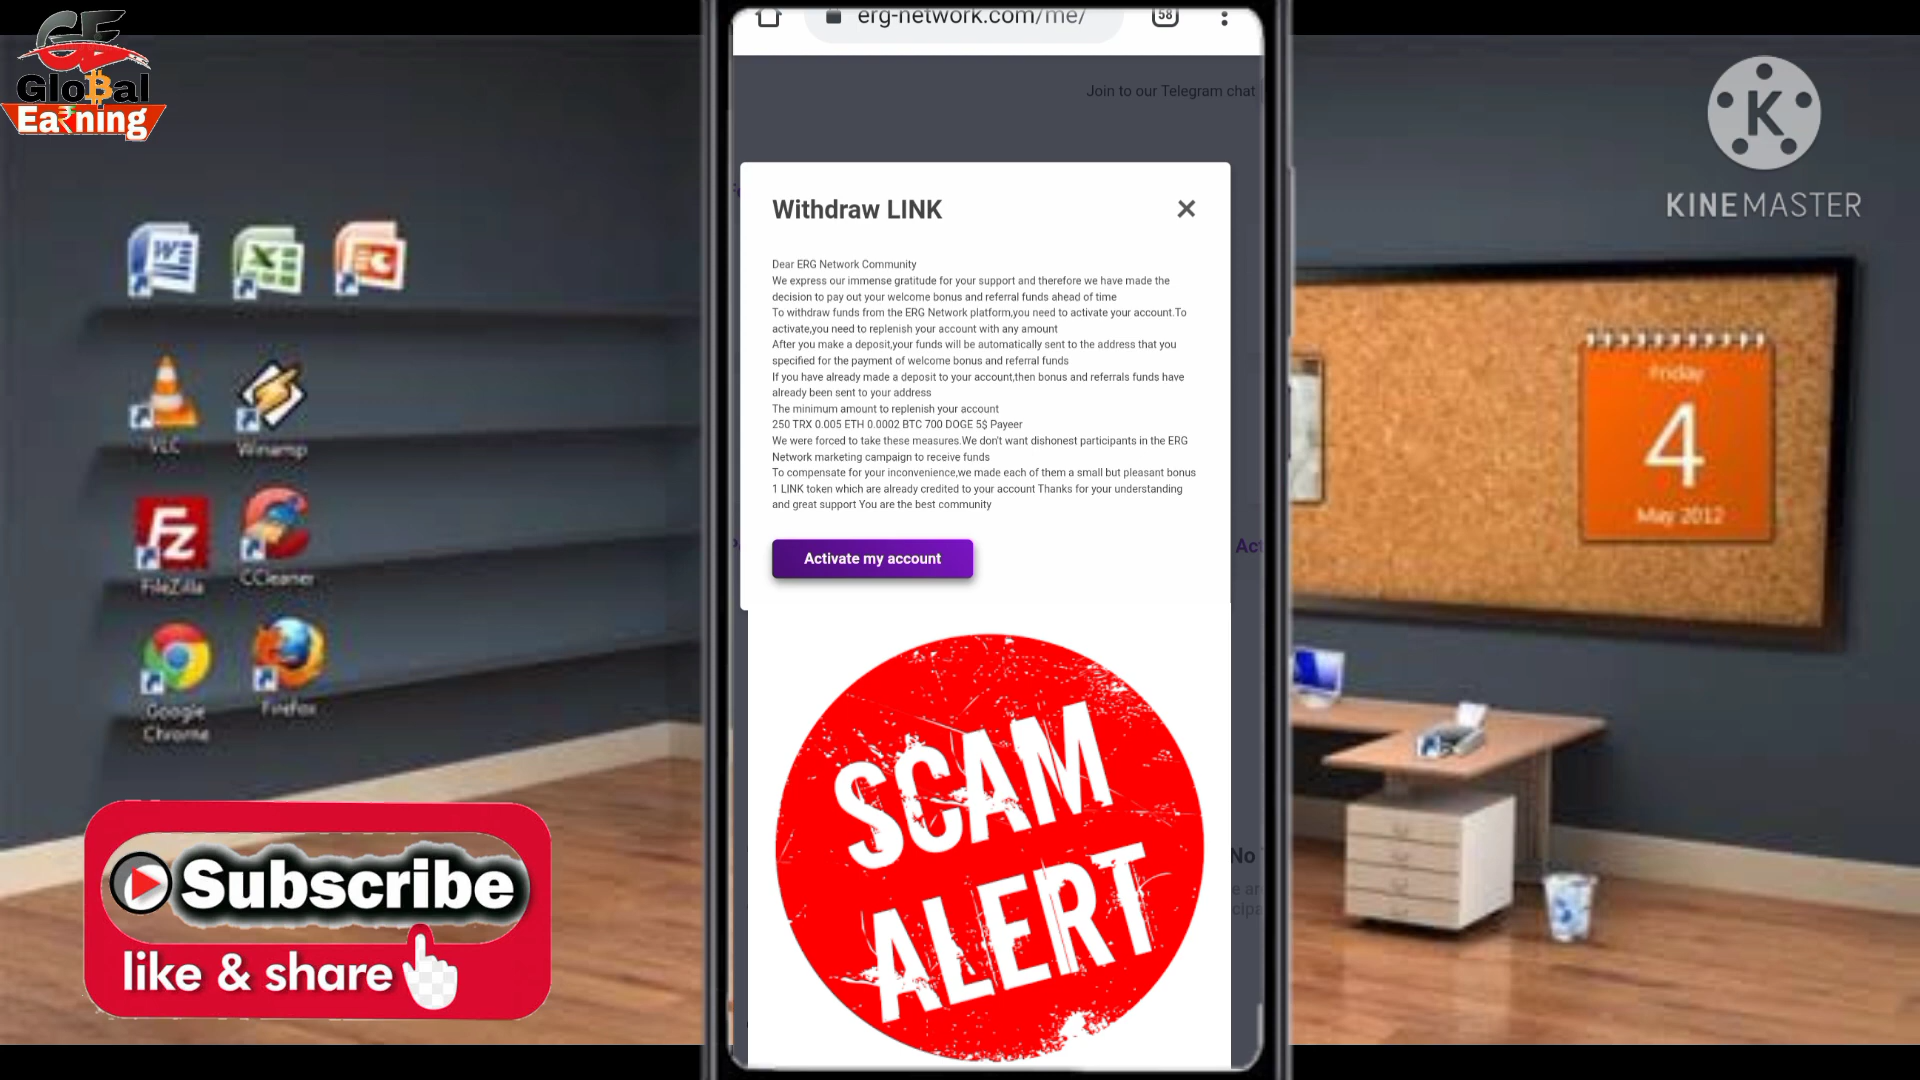 Global
Earning
erg-network.com/me/
58
Join to our Telegram chat
K
KINEMASTER
Withdraw LINK
Dear ERG Network Community
We express our immense gratitude for your support and therefore we have made the
decision to pay out your welcome bonus and referral funds ahead of time
To withdraw funds from the ERG Network platform,you need to activate your account.To
activate,you need to replenish your account with any amount
After you make a deposit,your funds will be automatically sent to the address that you
specified for the payment of welcome bonus and referral funds
If you have already made a deposit to your account,then bonus and referrals funds have
already been sent to your address
The minimum amount to replenish your account
250 TRX 0.005 ETH 0.0002 BTC 700 DOGE 5$ Payeer
We were forced to take these measures.We don't want dishonest participants in the ERG
Network marketing campaign to receive funds
To compensate for your inconvenience,we made each of them a small but pleasant bonus
1 LINK token which are already credited to your account Thanks for your understanding
and great support You are the best community
Activate my account
Act
No
SCAM
ALERT
VLC
Winamp
FileZilla
CCleaner
Google
Chrome
Firefox
Friday
4
May 2012
Subscribe
like & share